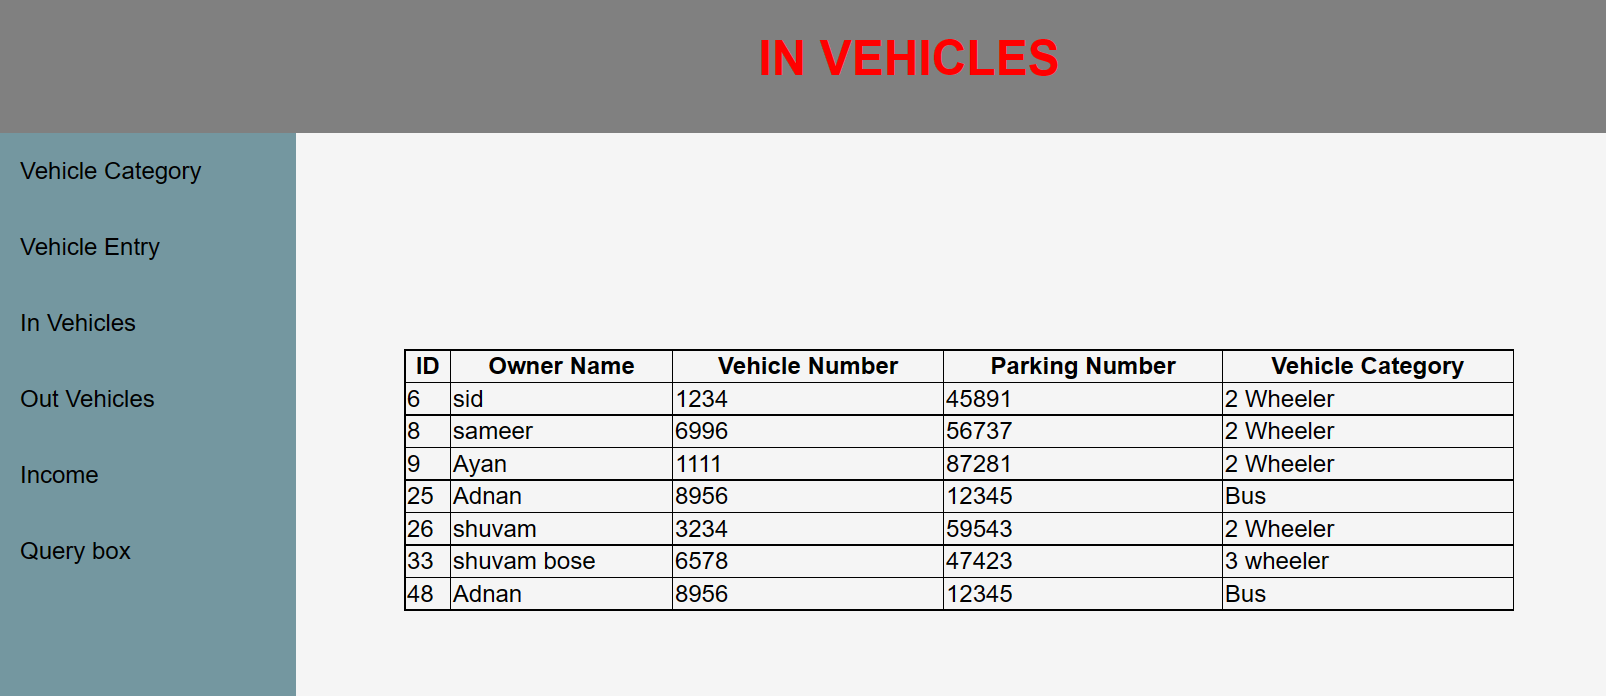 IN VEHICLES
Vehicle Category
Vehicle Entry
In Vehicles
Out Vehicles
Income
Query box
ID Owner Name Vehicle Number Parking Number Vehicle Category
6 sid 1234 45891 2 Wheeler
8 sameer 6996 56737 2 Wheeler
9 Ayan 1111 87281 2 Wheeler
25 Adnan 8956 12345 Bus
26 shuvam 3234 59543 2 Wheeler
33 shuvam bose 6578 47423 3 wheeler
48 Adnan 8956 12345 Bus